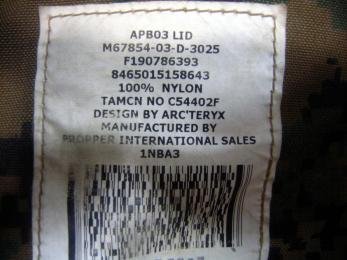 APB03 LID
M67854-03-D-3025
F190786393
8465015158643
100% NYLON
TAMCN NO C54402F
DESIGN BY ARC'TERYX
MANUFACTURED BY
PROPPER INTERNATIONAL SALES
1NBA3